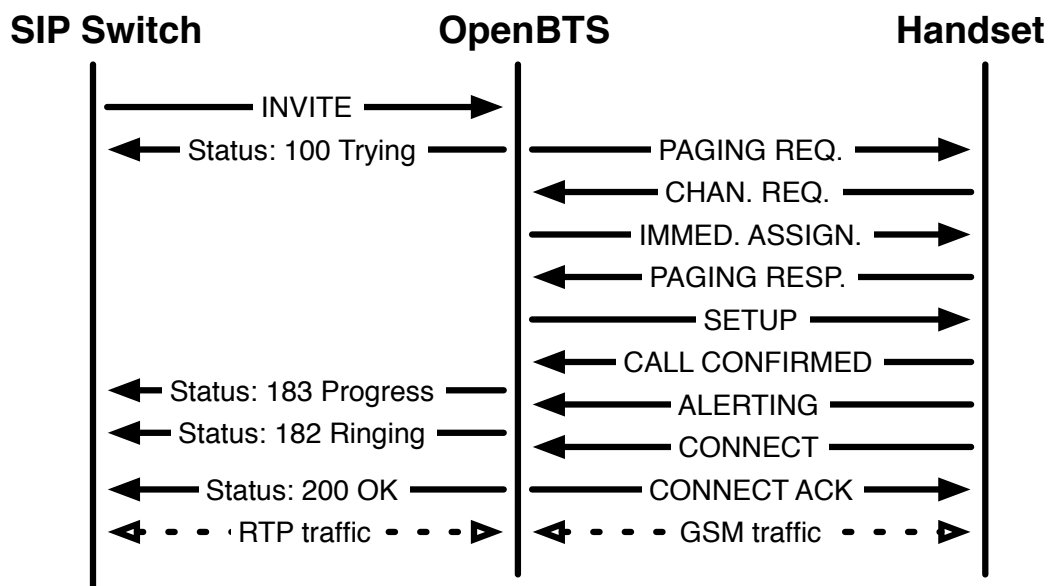 SIP Switch OpenBTS Handset
INVITE
Status: 100 Trying PAGING REQ.
CHAN. REQ.
IMMED. ASSIGN.
PAGING RESP.
SETUP
CALL CONFIRMED
Status: 183 Progress
ALERTING
Status: 182 Ringing
CONNECT
Status: 200 OK CONNECT ACK
RTP traffic GSM traffic